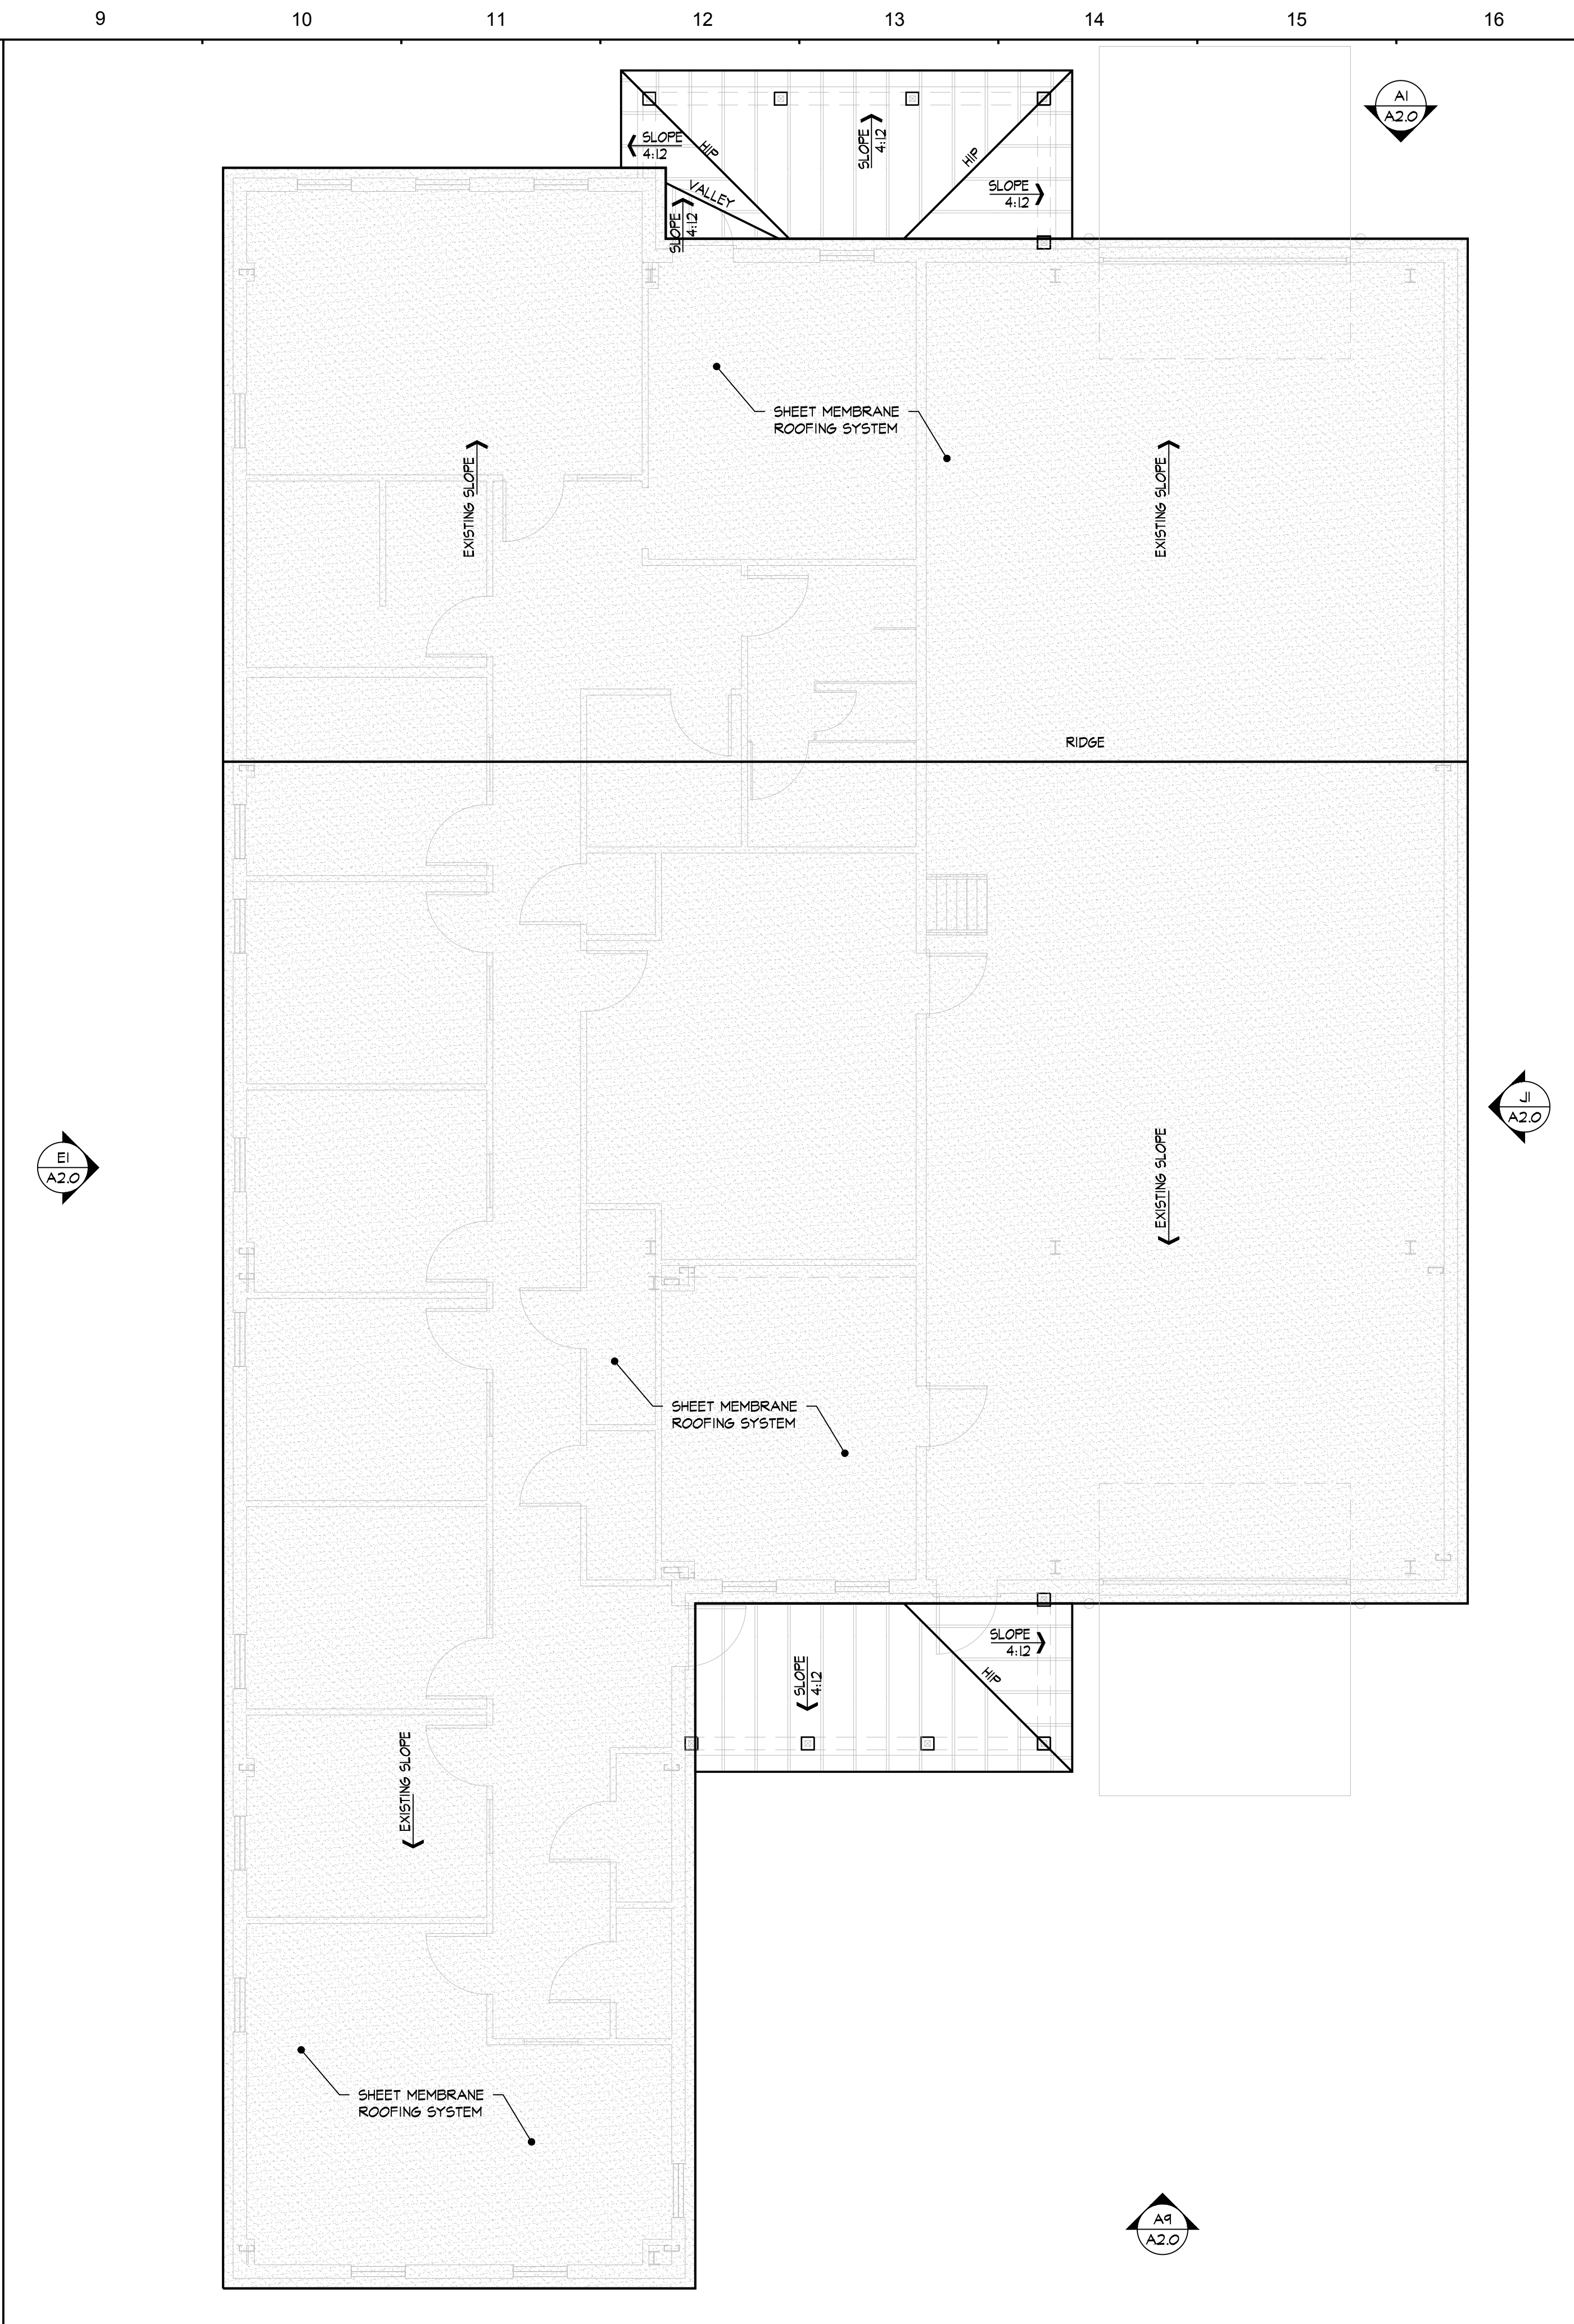 9 10 11 12 13 14 15 16
A1
A2.0
SLOPE
4:12
HIP
SLOPE
4:12
HIP
VALLEY
SLOPE
4:12
SLOPE
4:12
SHEET MEMBRANE
ROOFING SYSTEM
EXISTING SLOPE
EXISTING SLOPE
RIDGE
J1
A2.0
E1
A2.0
EXISTING SLOPE
SHEET MEMBRANE
ROOFING SYSTEM
SLOPE
4:12
SLOPE
4:12
HIP
EXISTING SLOPE
SHEET MEMBRANE
ROOFING SYSTEM
A9
A2.0